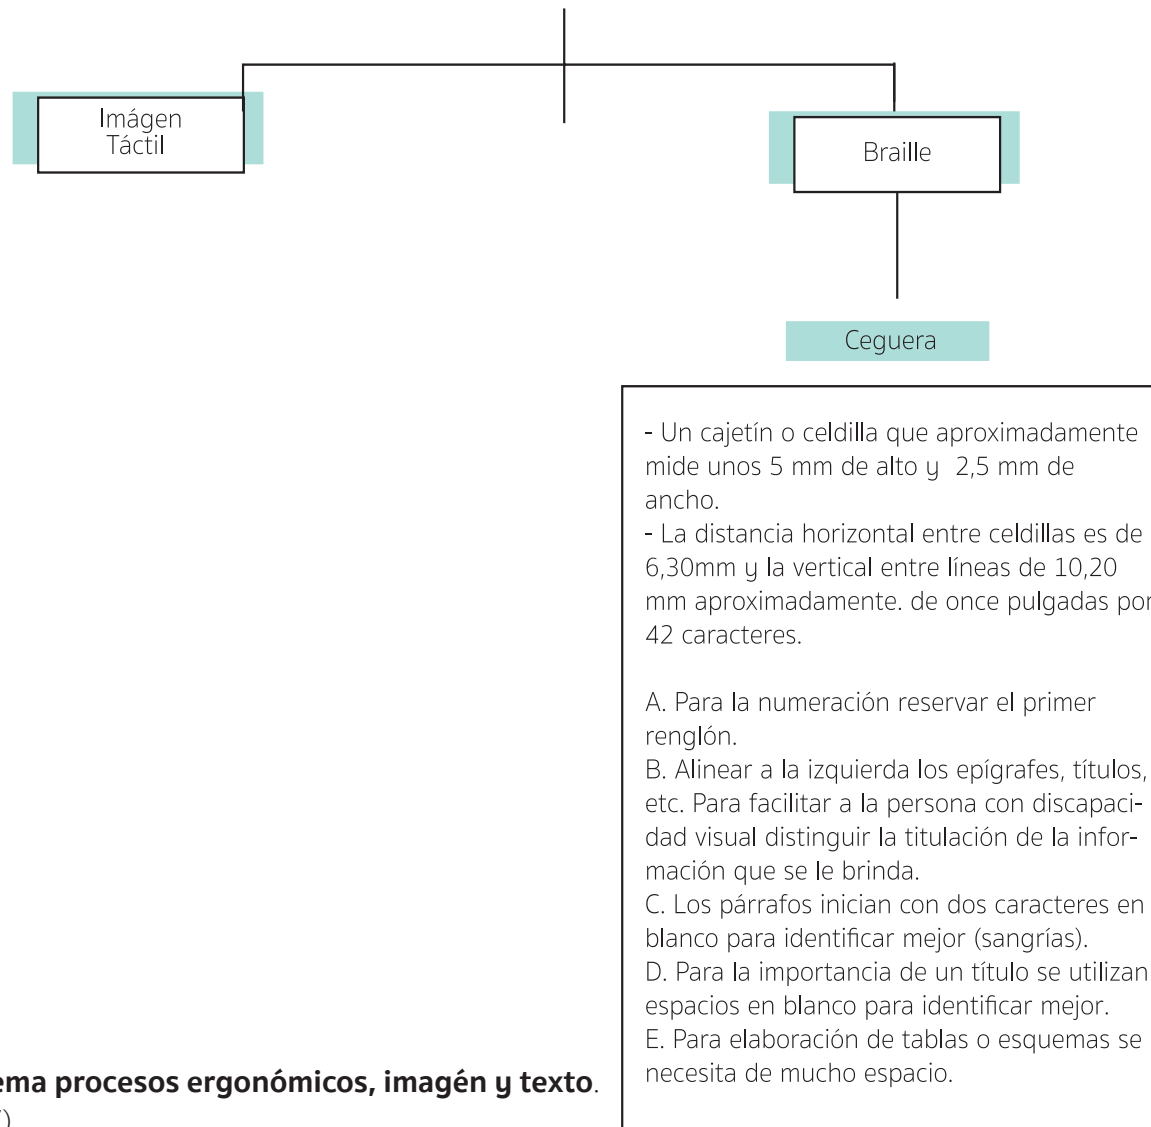 Imágen
Táctil
Braille
Ceguera
- Un cajetín o celdilla que aproximadamente
mide unos 5 mm de alto y  2,5 mm de
ancho.
- La distancia horizontal entre celdillas es de
6,30mm y la vertical entre líneas de 10,20
mm aproximadamente. de once pulgadas por
42 caracteres.
A. Para la numeración reservar el primer
renglón.
B. Alinear a la izquierda los epígrafes, títulos,
etc. Para facilitar a la persona con discapaci-
dad visual distinguir la titulación de la infor-
mación que se le brinda.
C. Los párrafos inician con dos caracteres en
blanco para identificar mejor (sangrías).
D. Para la importancia de un título se utilizan
espacios en blanco para identificar mejor.
E. Para elaboración de tablas o esquemas se
necesita de mucho espacio.
ema procesos ergonómicos, imagén y texto.